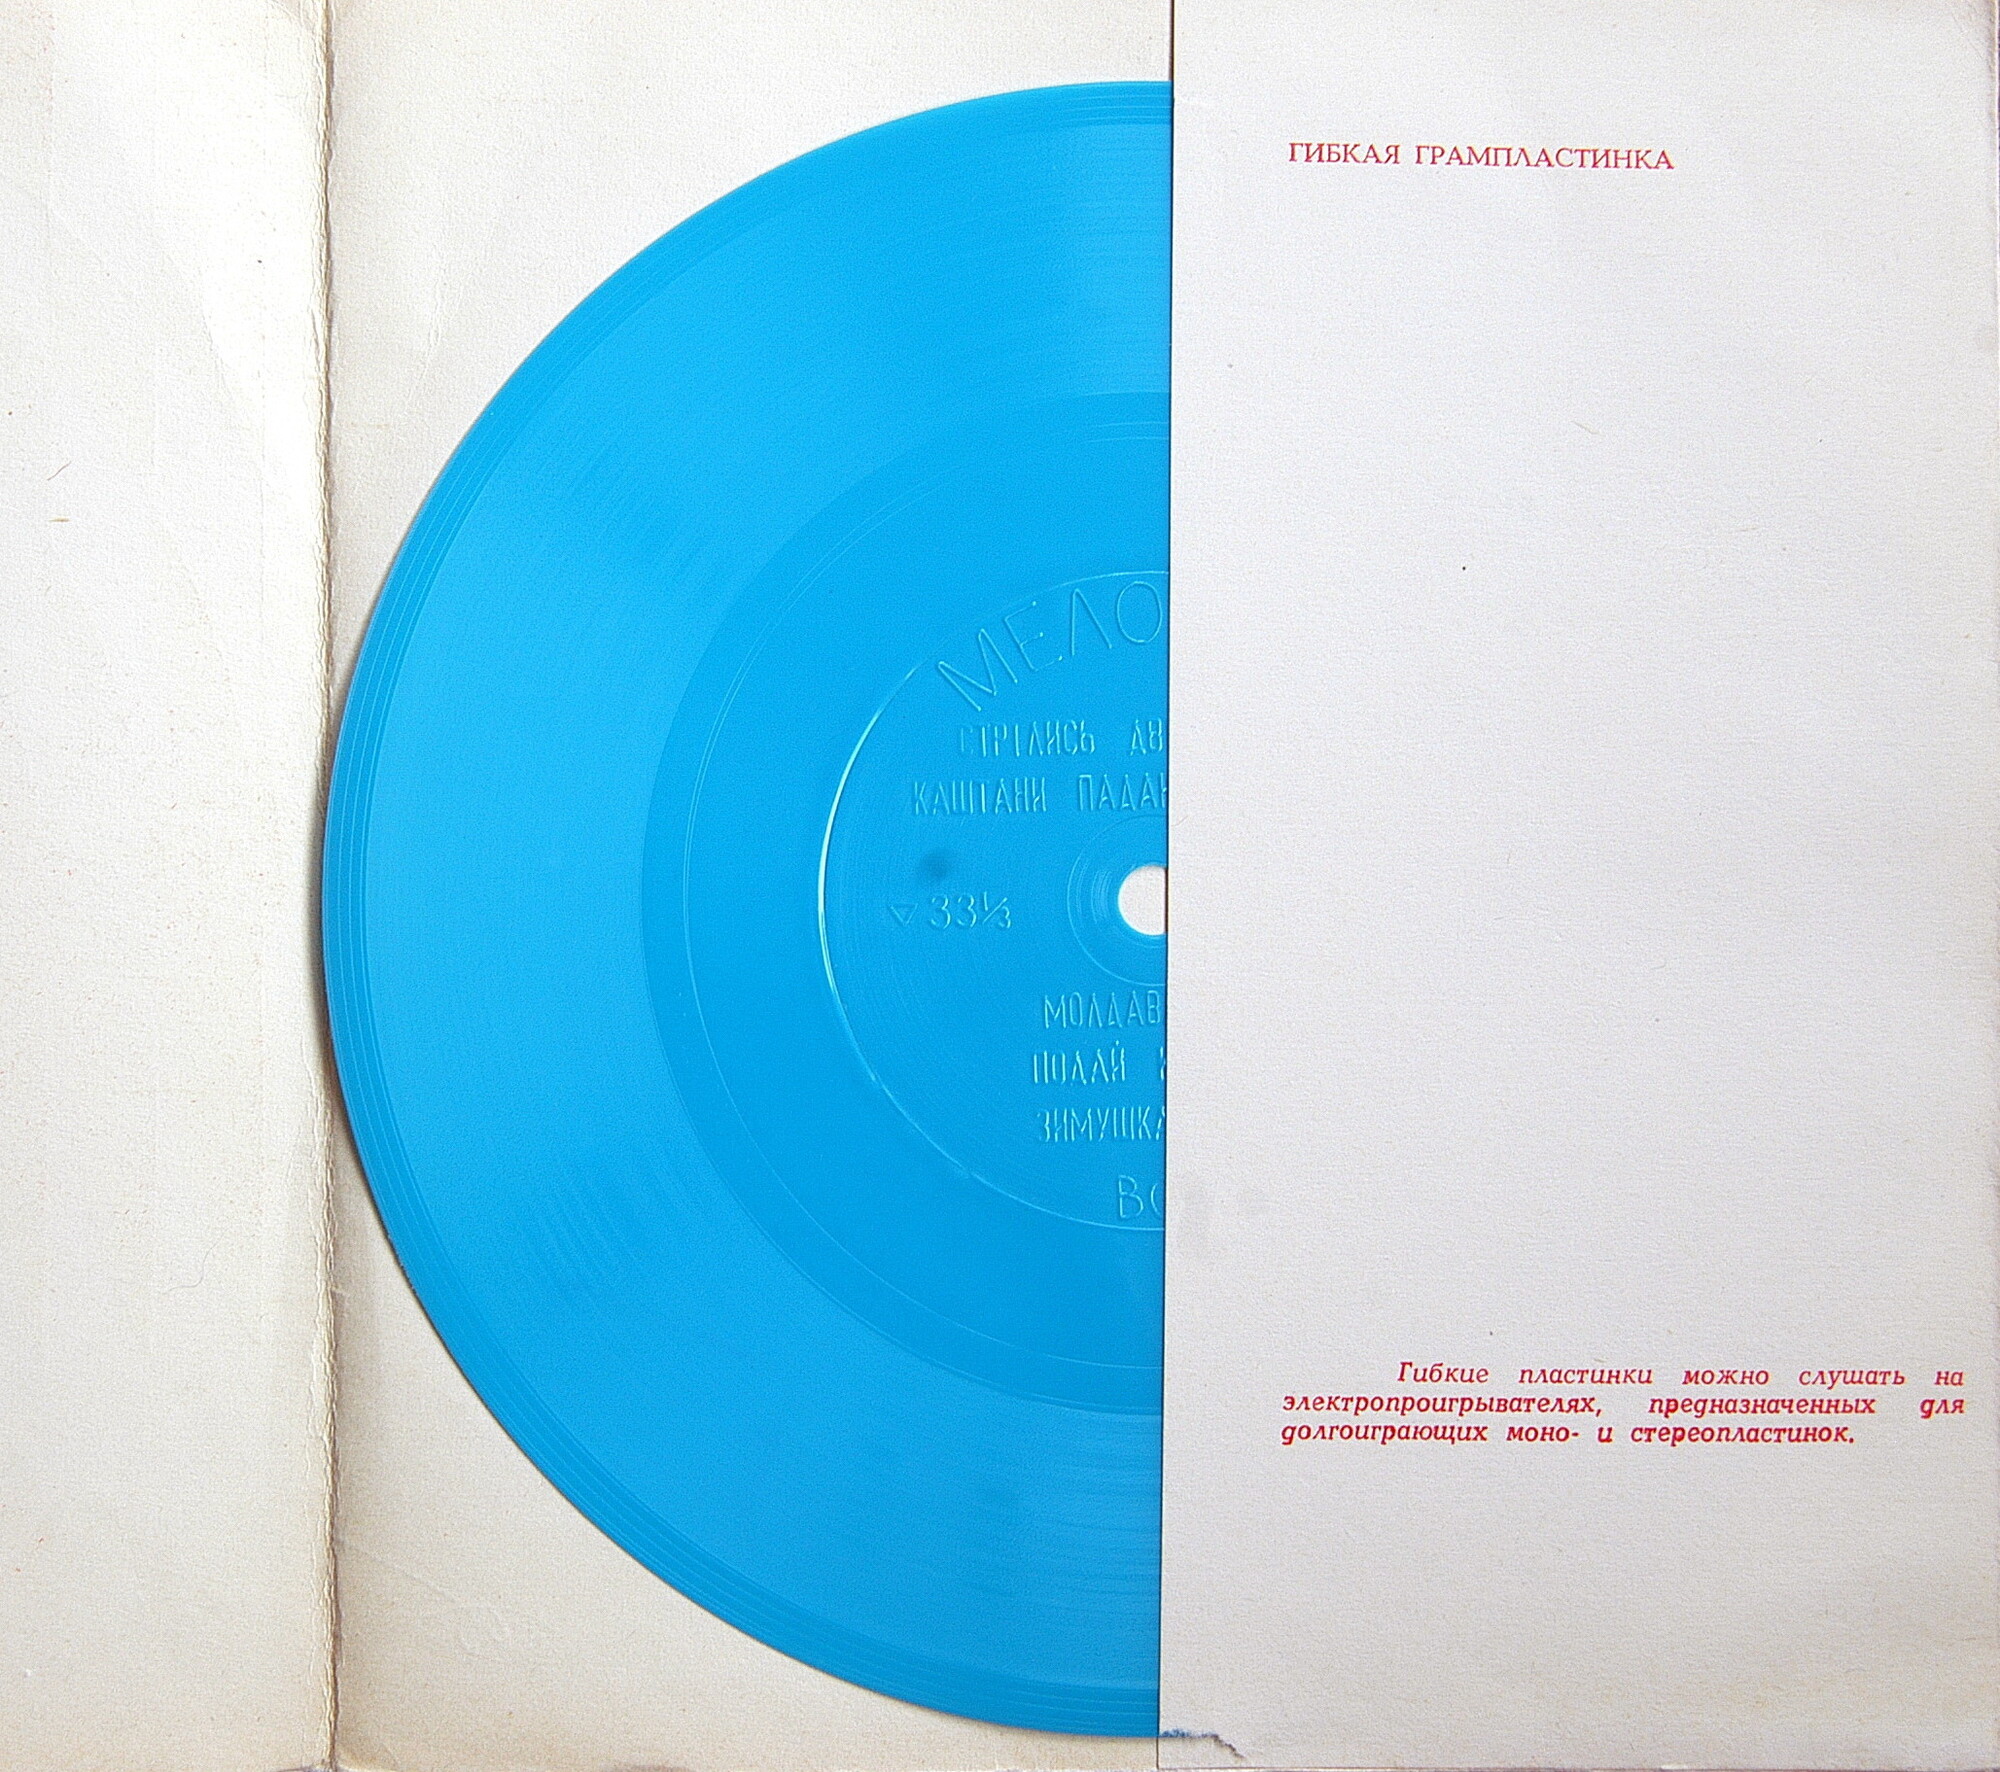 ГИБКАЯ ГРАМПЛАСТИНКА
МЕЛО
СТРІЛИСЬ ДВ
КАШТАНИ ПАДАЮ
▽ 33⅓
МОЛДАВ
ПОДАЙ
ЗИМУШКА
ВС
Гибкие пластинки можно слушать на
электропроигрывателях, предназначенных для
долгоиграющих моно- и стереопластинок.